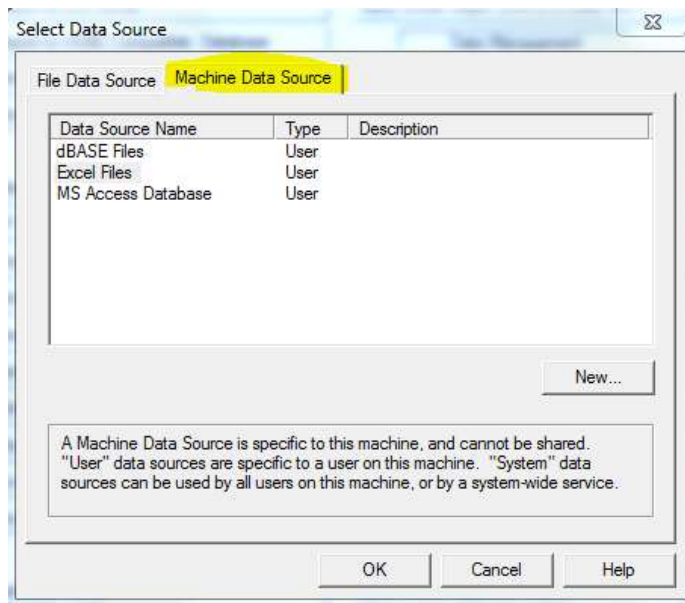 Select Data Source
File Data Source Machine Data Source
Data Source Name Type Description
dBASE Files User
Excel Files User
MS Access Database User
New...
A Machine Data Source is specific to this machine, and cannot be shared.
"User" data sources are specific to a user on this machine. "System" data
sources can be used by all users on this machine, or by a system-wide service.
OK Cancel Help